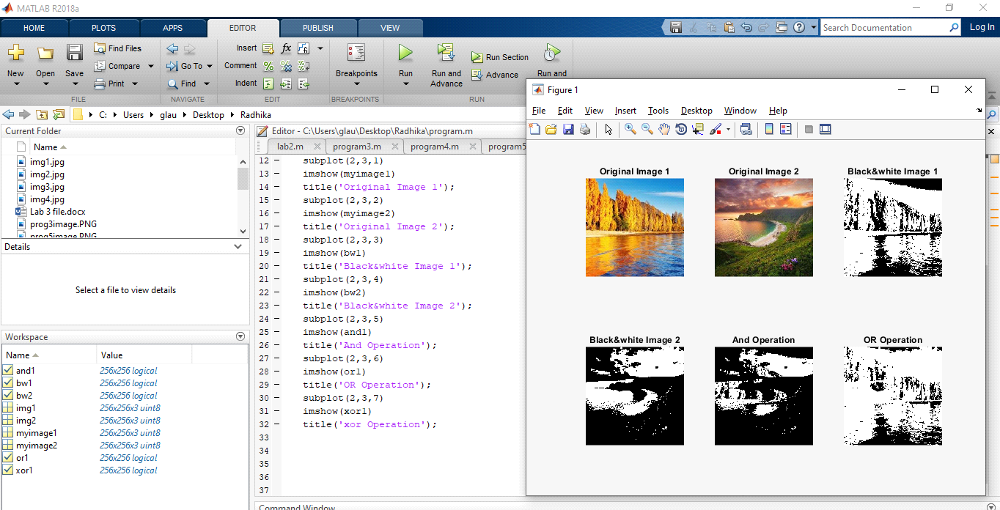 MATLAB R2018a
HOME PLOTS APPS EDITOR PUBLISH VIEW
Search Documentation
Log In
New
Open
Save
Find Files
Compare
Print
Go To
Find
Insert
fx
Comment
Indent
Breakpoints
Run
Run and
Advance
Run Section
Advance
Run and
FILE NAVIGATE EDIT BREAKPOINTS RUN
C: Users glau Desktop Radhika
Current Folder
Name
img1.jpg
img2.jpg
img3.jpg
img4.jpg
Lab 3 file.docx
prog3image.PNG
prog5image.PNG
Details
Select a file to view details
Workspace
Name Value
and1 256x256 logical
bw1 256x256 logical
bw2 256x256 logical
img1 256x256x3 uint8
img2 256x256x3 uint8
myimage1 256x256x3 uint8
myimage2 256x256x3 uint8
or1 256x256 logical
xor1 256x256 logical
Editor - C:\Users\glau\Desktop\Radhika\program.m
lab2.m program3.m program4.m program5
12 - subplot(2,3,1)
13 - imshow(myimage1)
14 - title('Original Image 1');
15 - subplot(2,3,2)
16 - imshow(myimage2)
17 - title('Original Image 2');
18 - subplot(2,3,3)
19 - imshow(bw1)
20 - title('Black&white Image 1');
21 - subplot(2,3,4)
22 - imshow(bw2)
23 - title('Black&white Image 2');
24 - subplot(2,3,5)
25 - imshow(and1)
26 - title('And Operation');
27 - subplot(2,3,6)
28 - imshow(or1)
29 - title('OR Operation');
30 - subplot(2,3,7)
31 - imshow(xor1)
32 - title('xor Operation');
33
34
35
36
37
Command Window
Figure 1
File Edit View Insert Tools Desktop Window Help
Original Image 1 Original Image 2 Black&white Image 1
Black&white Image 2 And Operation OR Operation